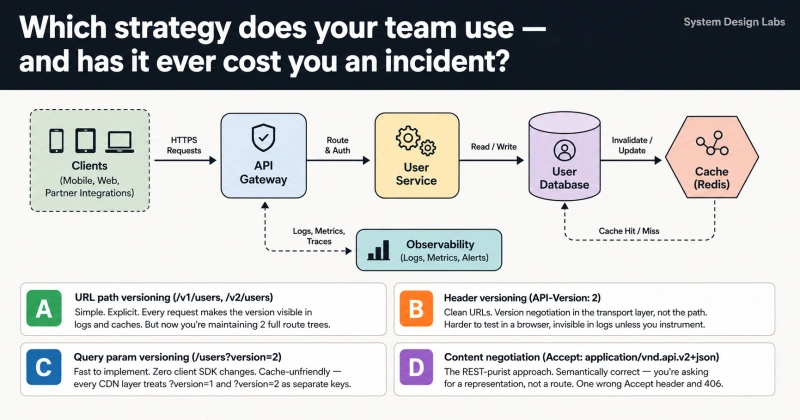 Which strategy does your team use —
and has it ever cost you an incident?
System Design Labs
Clients
(Mobile, Web,
Partner Integrations)
HTTPS
Requests
API
Gateway
Route
& Auth
User
Service
Read / Write
User
Database
Invalidate /
Update
Cache
(Redis)
Logs, Metrics,
Traces
Observability
(Logs, Metrics, Alerts)
Cache Hit / Miss
A
URL path versioning (/v1/users, /v2/users)
Simple. Explicit. Every request makes the version visible in
logs and caches. But now you're maintaining 2 full route trees.
B
Header versioning (API-Version: 2)
Clean URLs. Version negotiation in the transport layer, not the path.
Harder to test in a browser, invisible in logs unless you instrument.
C
Query param versioning (/users?version=2)
Fast to implement. Zero client SDK changes. Cache-unfriendly —
every CDN layer treats ?version=1 and ?version=2 as separate keys.
D
Content negotiation (Accept: application/vnd.api.v2+json)
The REST-purist approach. Semantically correct — you're asking
for a representation, not a route. One wrong Accept header and 406.